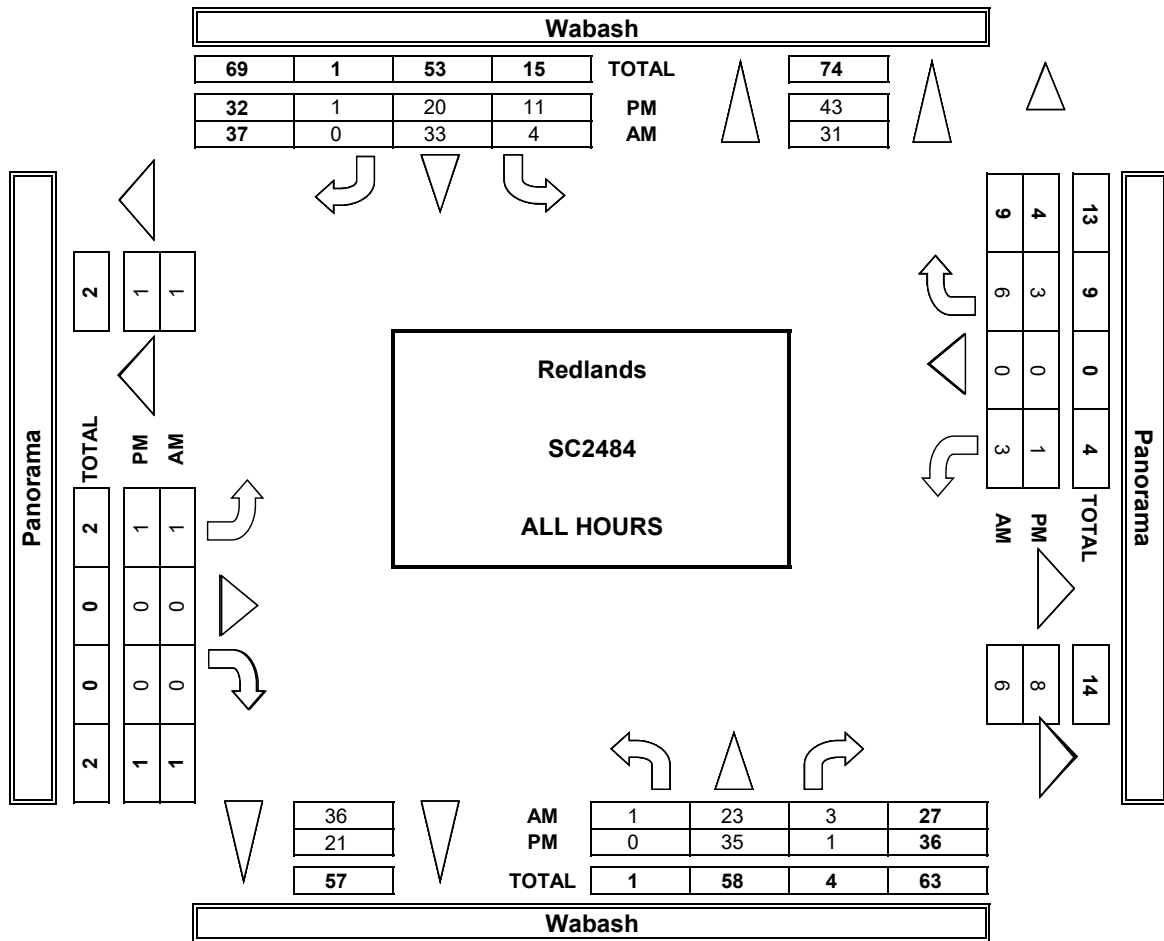 Wabash
69 1 53 15 TOTAL 74
32 1 20 11 PM 43
37 0 33 4 AM 31
Panorama
TOTAL 2 0 0 2 2
PM 1 0 0 1 1
AM 1 0 0 1 1
Redlands
SC2484
ALL HOURS
13 9 0 4 TOTAL 14
4 3 0 1 PM 8
9 6 0 3 AM 6
Panorama
36 AM 1 23 3 27
21 PM 0 35 1 36
57 TOTAL 1 58 4 63
Wabash